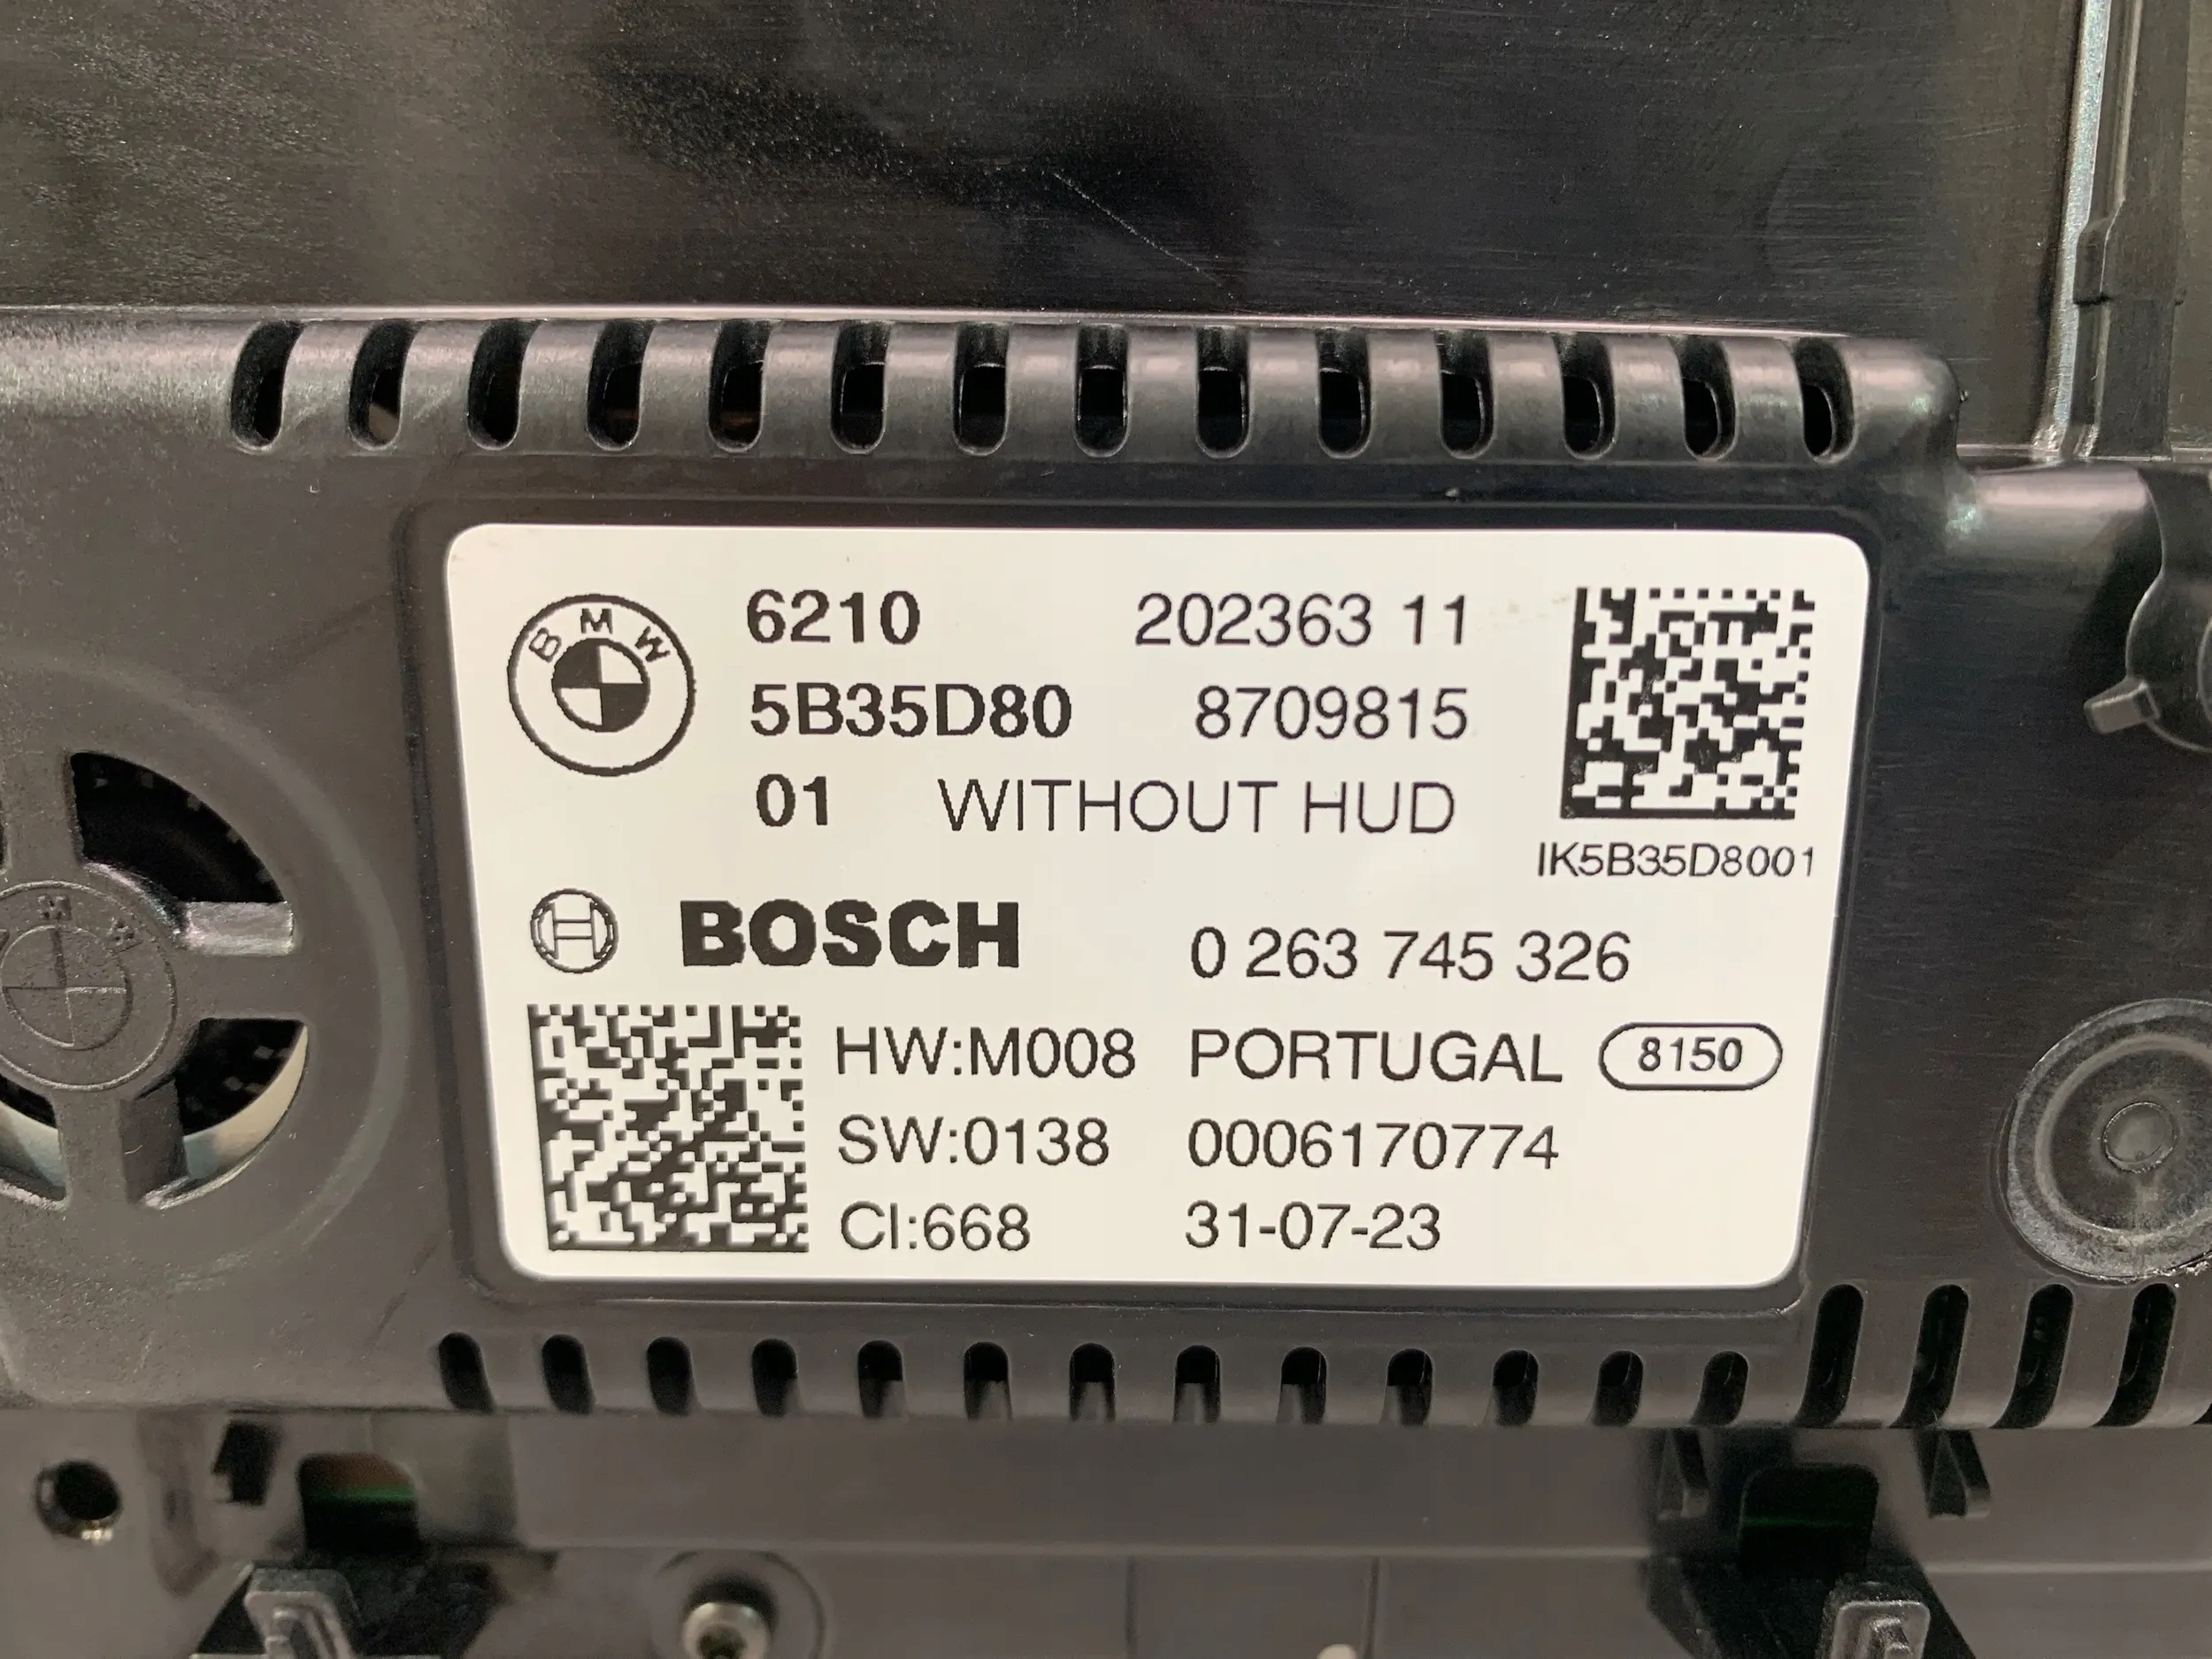 BMW
6210 202363 11
5B35D80 8709815
01 WITHOUT HUD
IK5B35D8001
BOSCH 0 263 745 326
HW:M008 PORTUGAL 8150
SW:0138 0006170774
CI:668 31-07-23